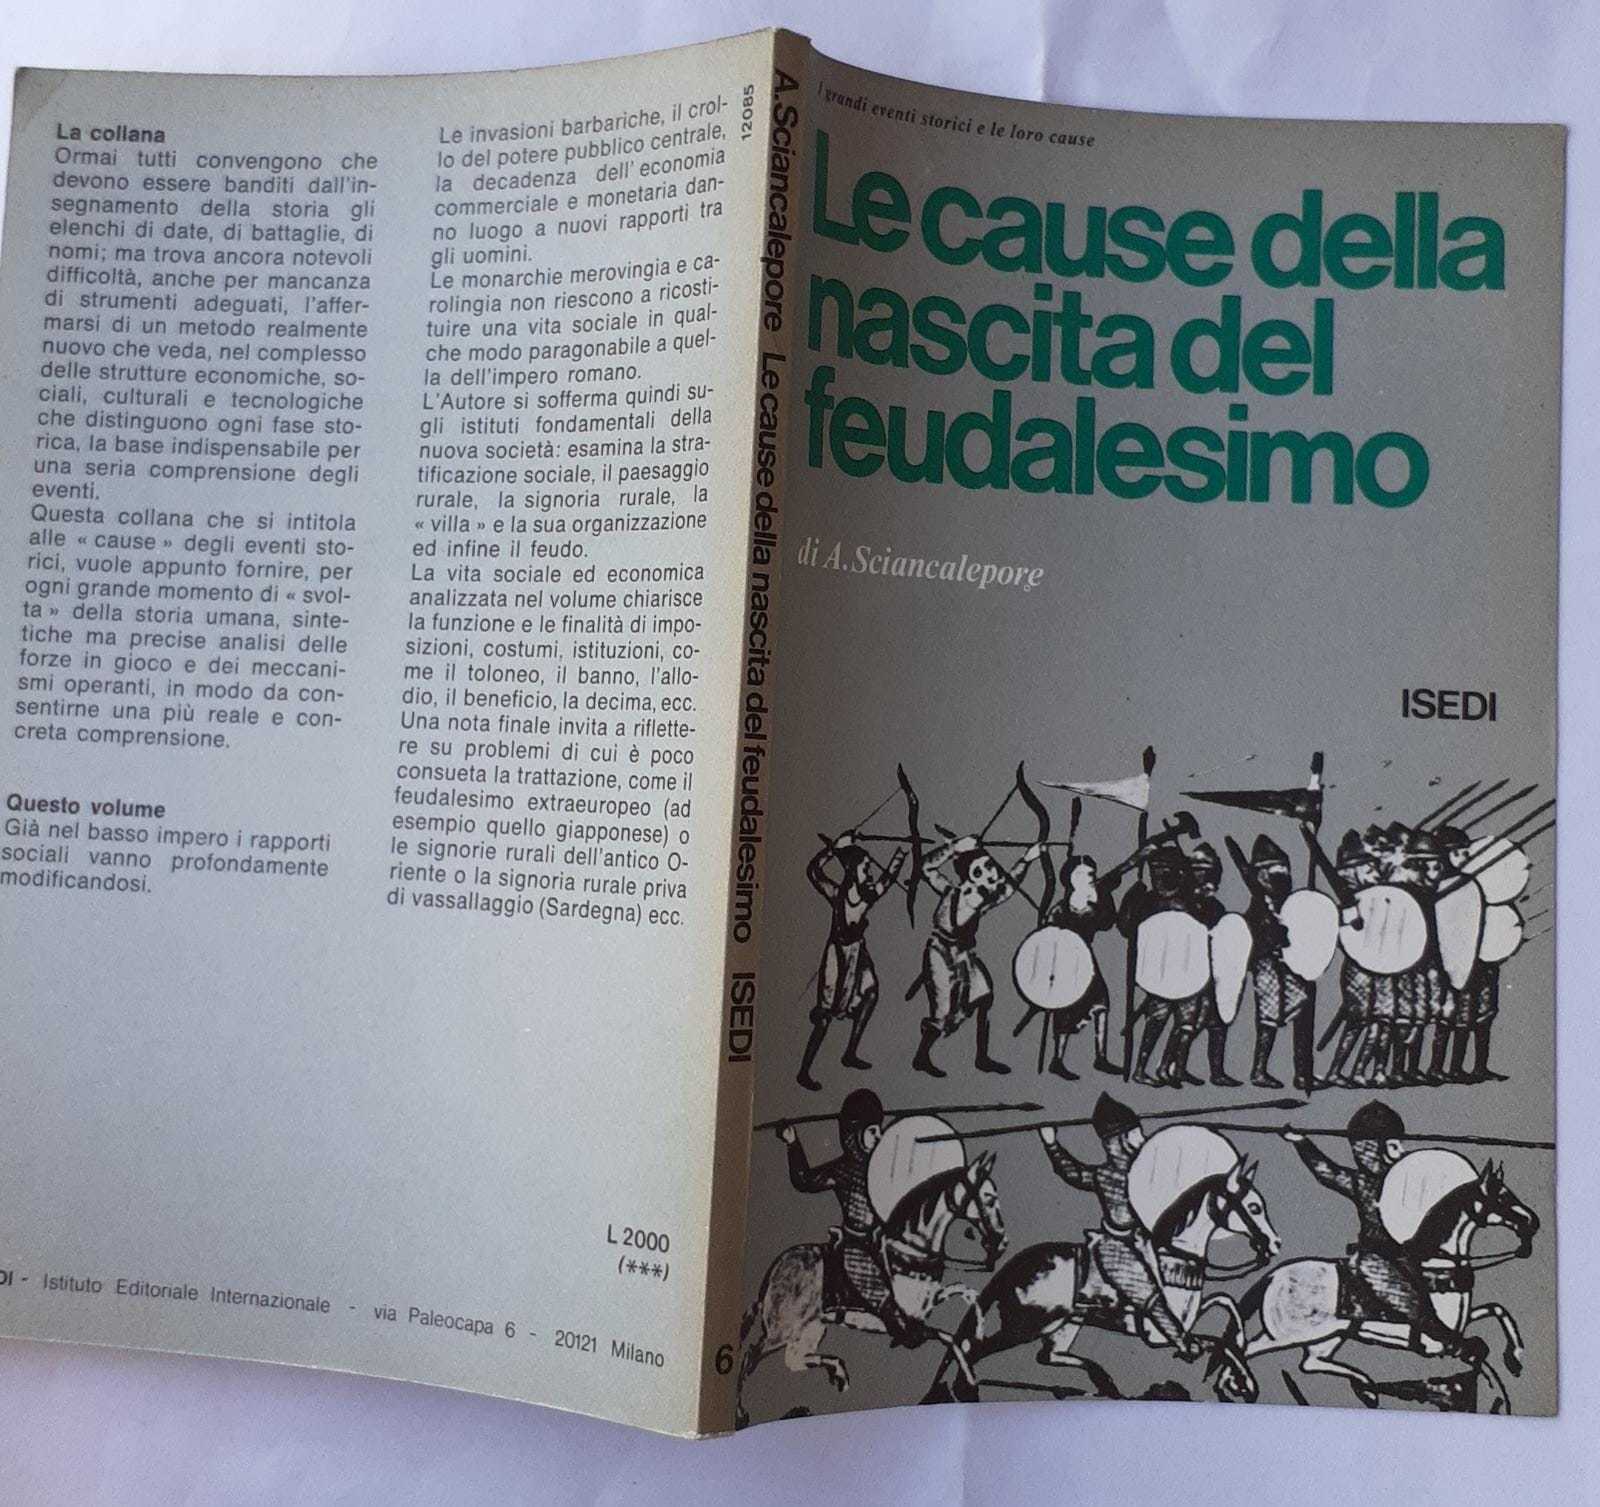 La collana
Ormai tutti convengono che
devono essere banditi dall'in-
segnamento della storia gli
elenchi di date, di battaglie, di
nomi; ma trova ancora notevoli
difficoltà, anche per mancanza
di strumenti adeguati, l'affer-
marsi di un metodo realmente
nuovo che veda, nel complesso
delle strutture economiche, so-
ciali, culturali e tecnologiche
che distinguono ogni fase sto-
rica, la base indispensabile per
una seria comprensione degli
eventi.
Questa collana che si intitola
alle « cause » degli eventi sto-
rici, vuole appunto fornire, per
ogni grande momento di « svol-
ta » della storia umana, sinte-
tiche ma precise analisi delle
forze in gioco e dei meccani-
smi operanti, in modo da con-
sentirne una più reale e con-
creta comprensione.
Questo volume
Già nel basso impero i rapporti
sociali vanno profondamente
modificandosi.
Le invasioni barbariche, il crol-
lo del potere pubblico centrale,
la decadenza dell'economia
commerciale e monetaria dan-
no luogo a nuovi rapporti tra
gli uomini.
Le monarchie merovingia e ca-
rolingia non riescono a ricosti-
tuire una vita sociale in qual-
che modo paragonabile a quel-
la dell'impero romano.
L'Autore si sofferma quindi su-
gli istituti fondamentali della
nuova società: esamina la stra-
tificazione sociale, il paesaggio
rurale, la signoria rurale, la
« villa » e la sua organizzazione
ed infine il feudo.
La vita sociale ed economica
analizzata nel volume chiarisce
la funzione e le finalità di impo-
sizioni, costumi, istituzioni, co-
me il toloneo, il banno, l'allo-
dio, il beneficio, la decima, ecc.
Una nota finale invita a riflette-
re su problemi di cui è poco
consueta la trattazione, come il
feudalesimo extraeuropeo (ad
esempio quello giapponese) o
le signorie rurali dell'antico O-
riente o la signoria rurale priva
di vassallaggio (Sardegna) ecc.
L 2000
(***)
DI - Istituto Editoriale Internazionale - via Paleocapa 6 - 20121 Milano
12085
A.Sciancalepore Le cause della nascita del feudalesimo ISEDI
6
I grandi eventi storici e le loro cause
Le cause della
nascita del
feudalesimo
di A.Sciancalepore
ISEDI